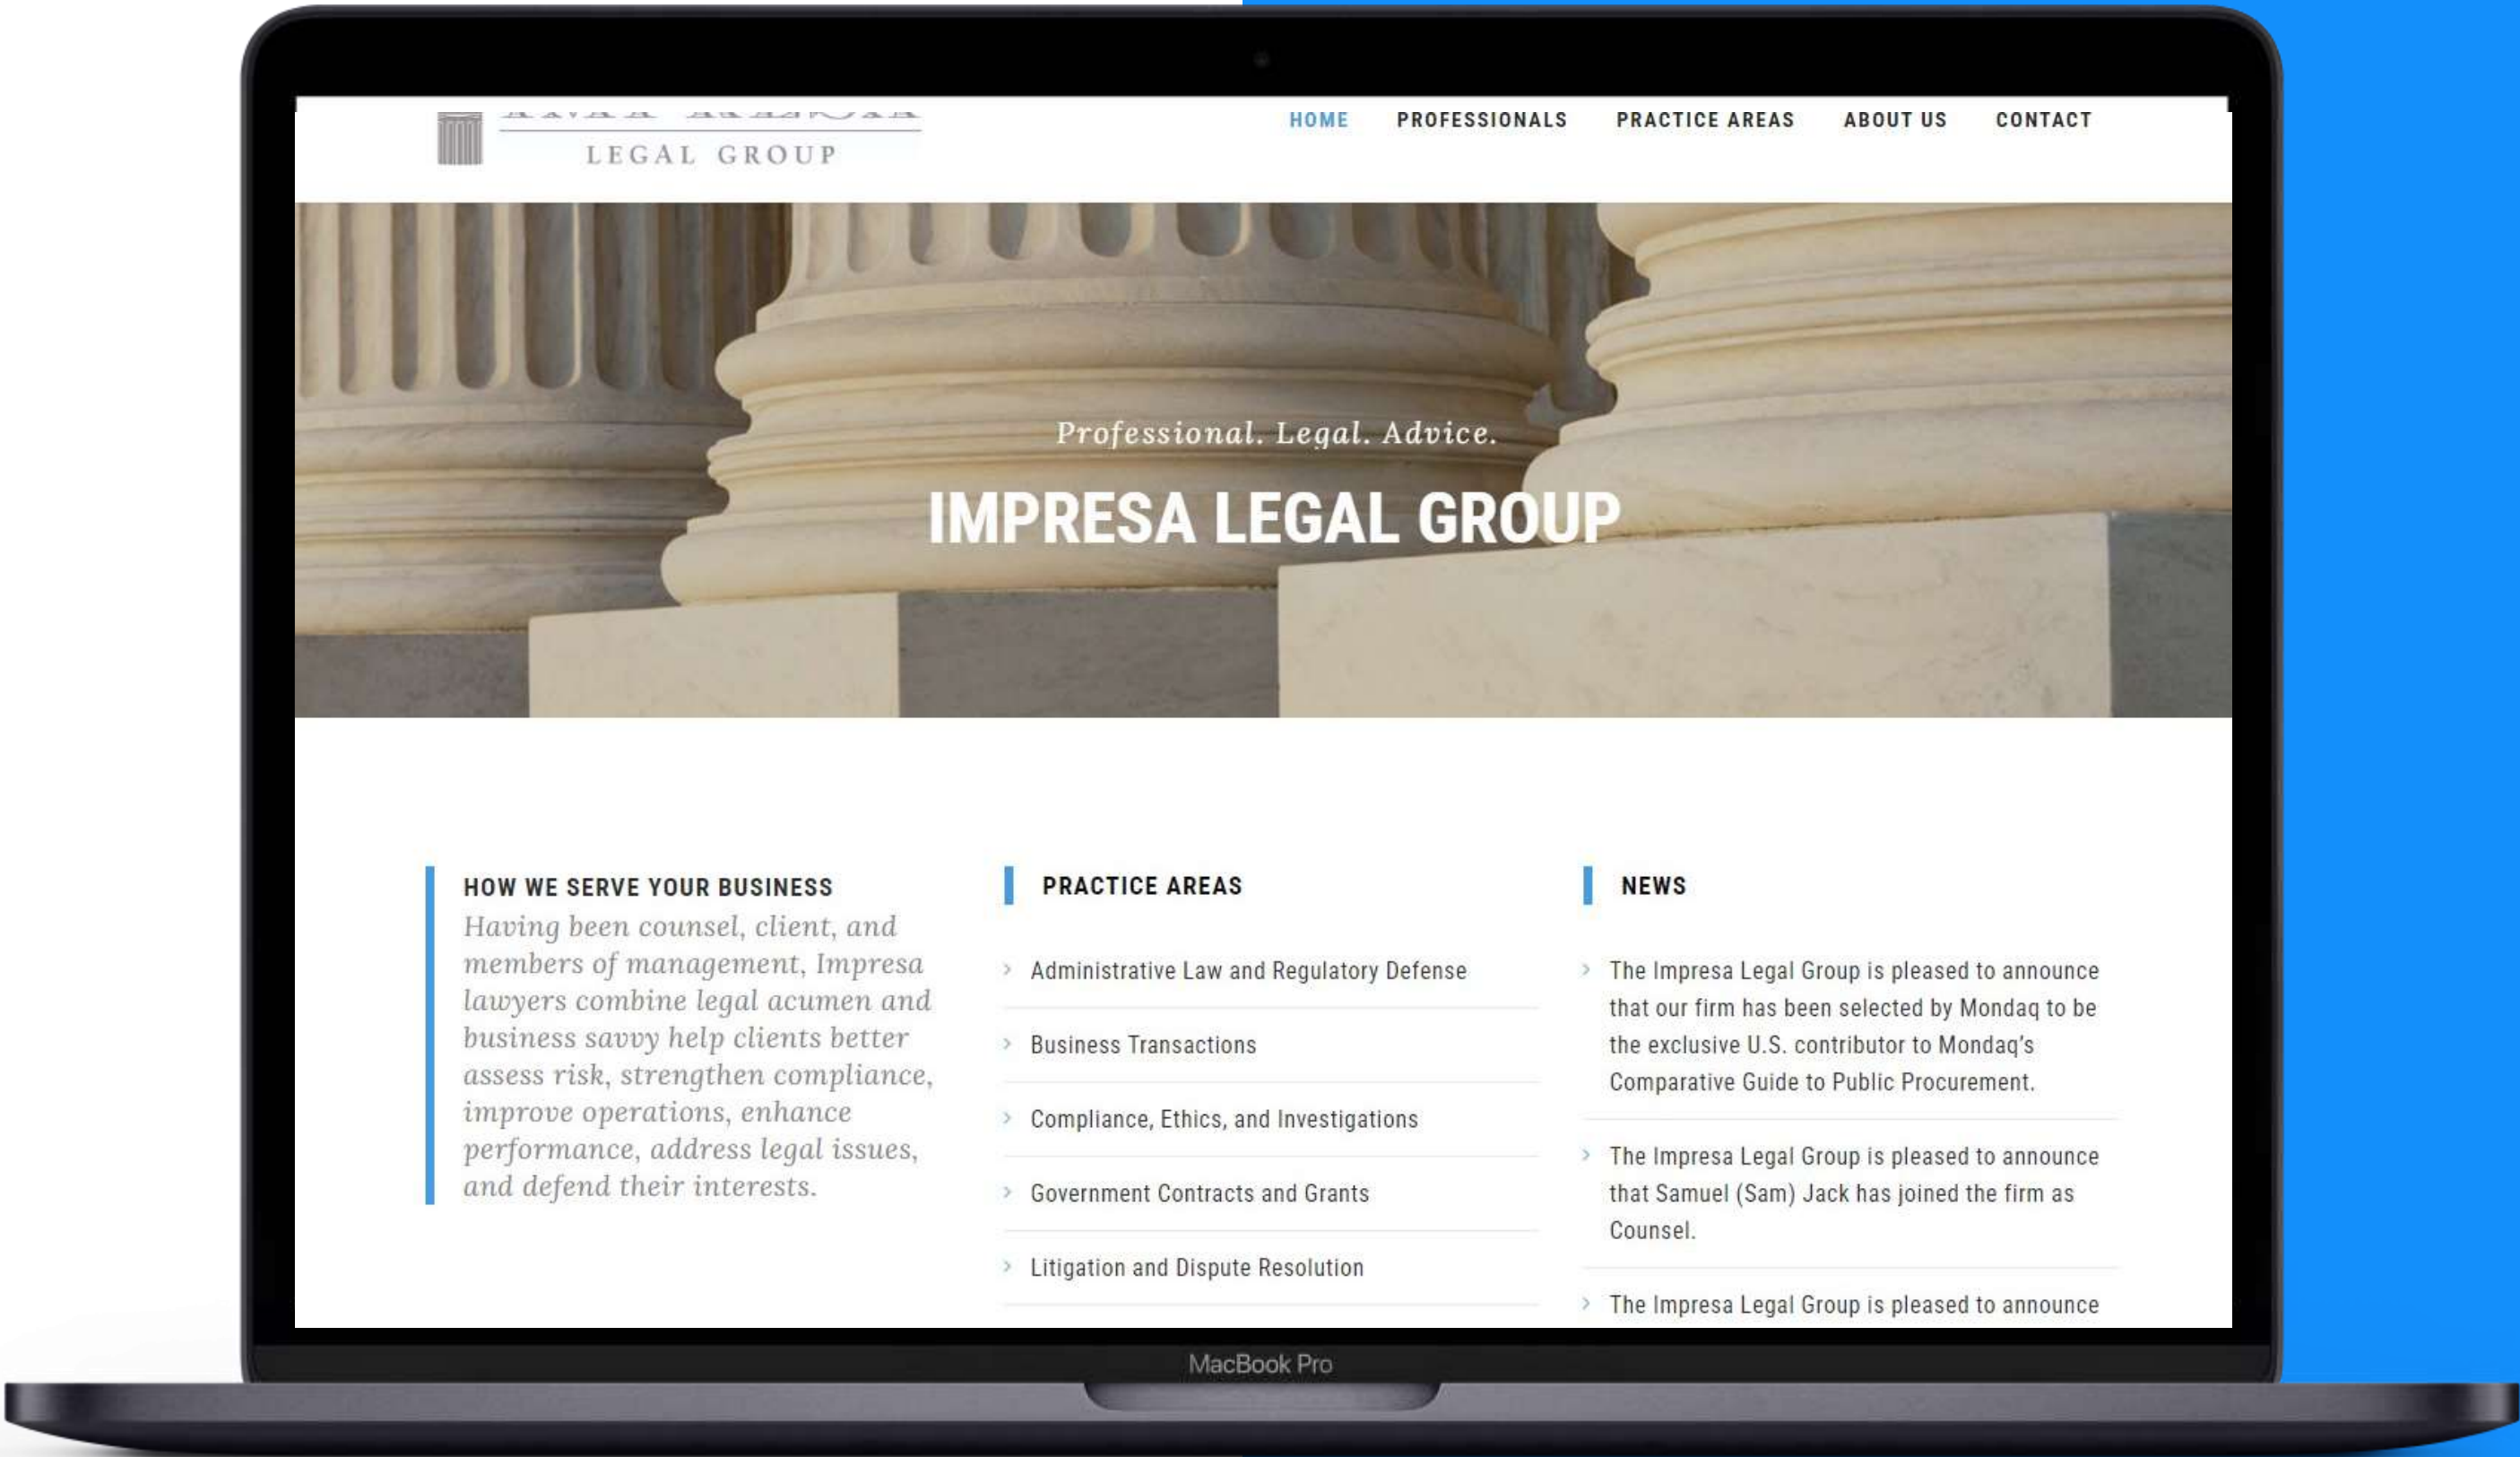 LEGAL GROUP
HOME PROFESSIONALS PRACTICE AREAS ABOUT US CONTACT
Professional. Legal. Advice.
IMPRESA LEGAL GROUP
HOW WE SERVE YOUR BUSINESS
Having been counsel, client, and
members of management, Impresa
lawyers combine legal acumen and
business savvy help clients better
assess risk, strengthen compliance,
improve operations, enhance
performance, address legal issues,
and defend their interests.
PRACTICE AREAS
Administrative Law and Regulatory Defense
Business Transactions
Compliance, Ethics, and Investigations
Government Contracts and Grants
Litigation and Dispute Resolution
NEWS
The Impresa Legal Group is pleased to announce
that our firm has been selected by Mondaq to be
the exclusive U.S. contributor to Mondaq's
Comparative Guide to Public Procurement.
The Impresa Legal Group is pleased to announce
that Samuel (Sam) Jack has joined the firm as
Counsel.
The Impresa Legal Group is pleased to announce
MacBook Pro